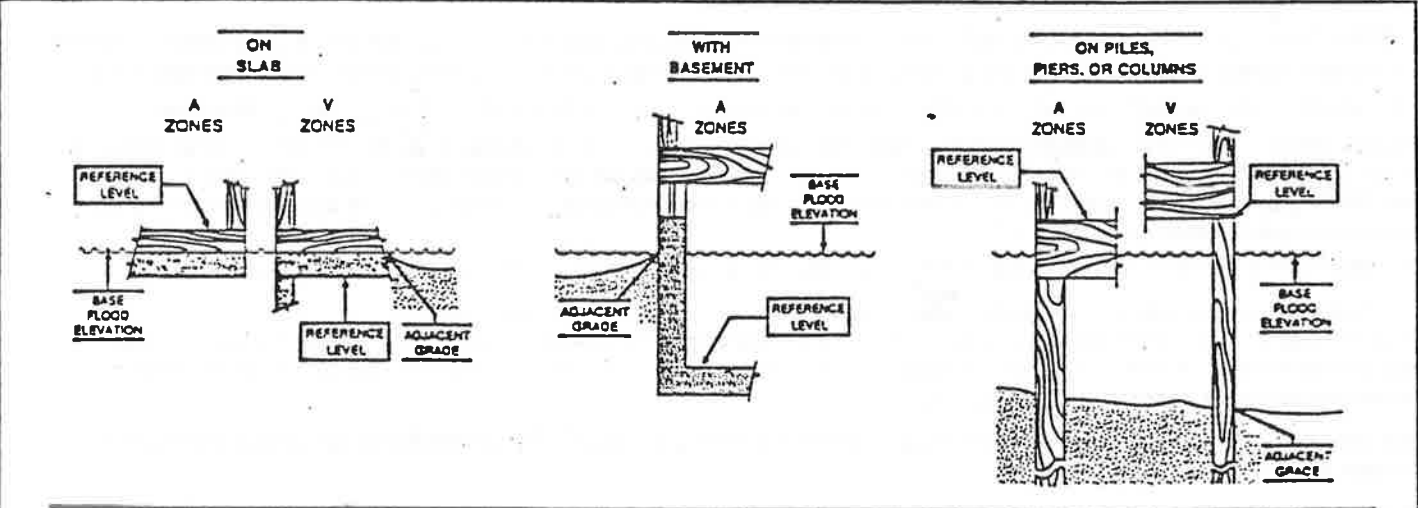 ON
SLAB
A
ZONES
V
ZONES
REFERENCE
LEVEL
BASE
FLOOD
ELEVATION
REFERENCE
LEVEL
ADJACENT
GRADE
WITH
BASEMENT
A
ZONES
BASE
FLOOD
ELEVATION
ADJACENT
GRADE
REFERENCE
LEVEL
ON PILES,
PIERS, OR COLUMNS
A
ZONES
V
ZONES
REFERENCE
LEVEL
REFERENCE
LEVEL
BASE
FLOOD
ELEVATION
ADJACENT
GRACE